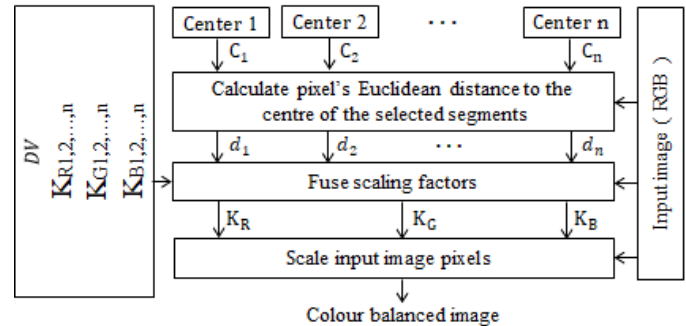 Center 1
Center 2
...
Center n
C1
C2
Cn
Calculate pixel's Euclidean distance to the
centre of the selected segments
d1
d2
...
dn
DV
KR1,2,...,n
KG1,2,...,n
KB1,2,...,n
Fuse scaling factors
KR
KG
KB
Scale input image pixels
Input image ( RGB )
Colour balanced image